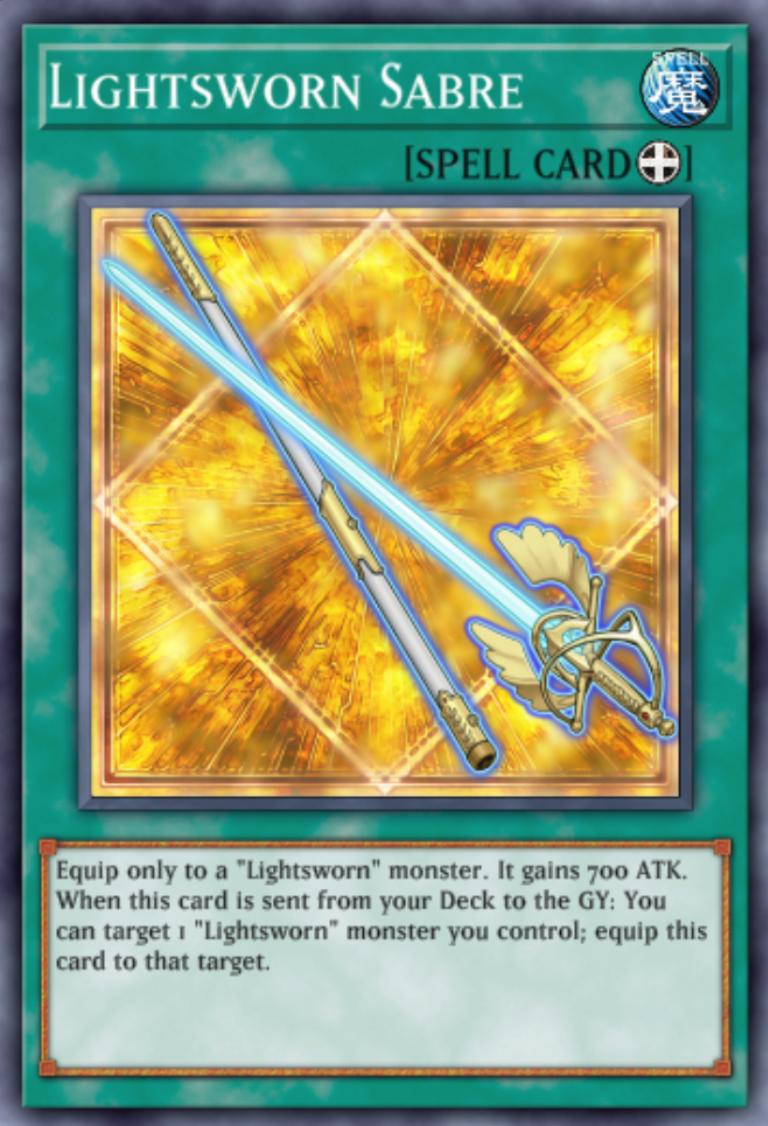 LIGHTSWORN SABRE
SPELL
魔
[SPELL CARD]
Equip only to a "Lightsworn" monster. It gains 700 ATK.
When this card is sent from your Deck to the GY: You
can target 1 "Lightsworn" monster you control; equip this
card to that target.